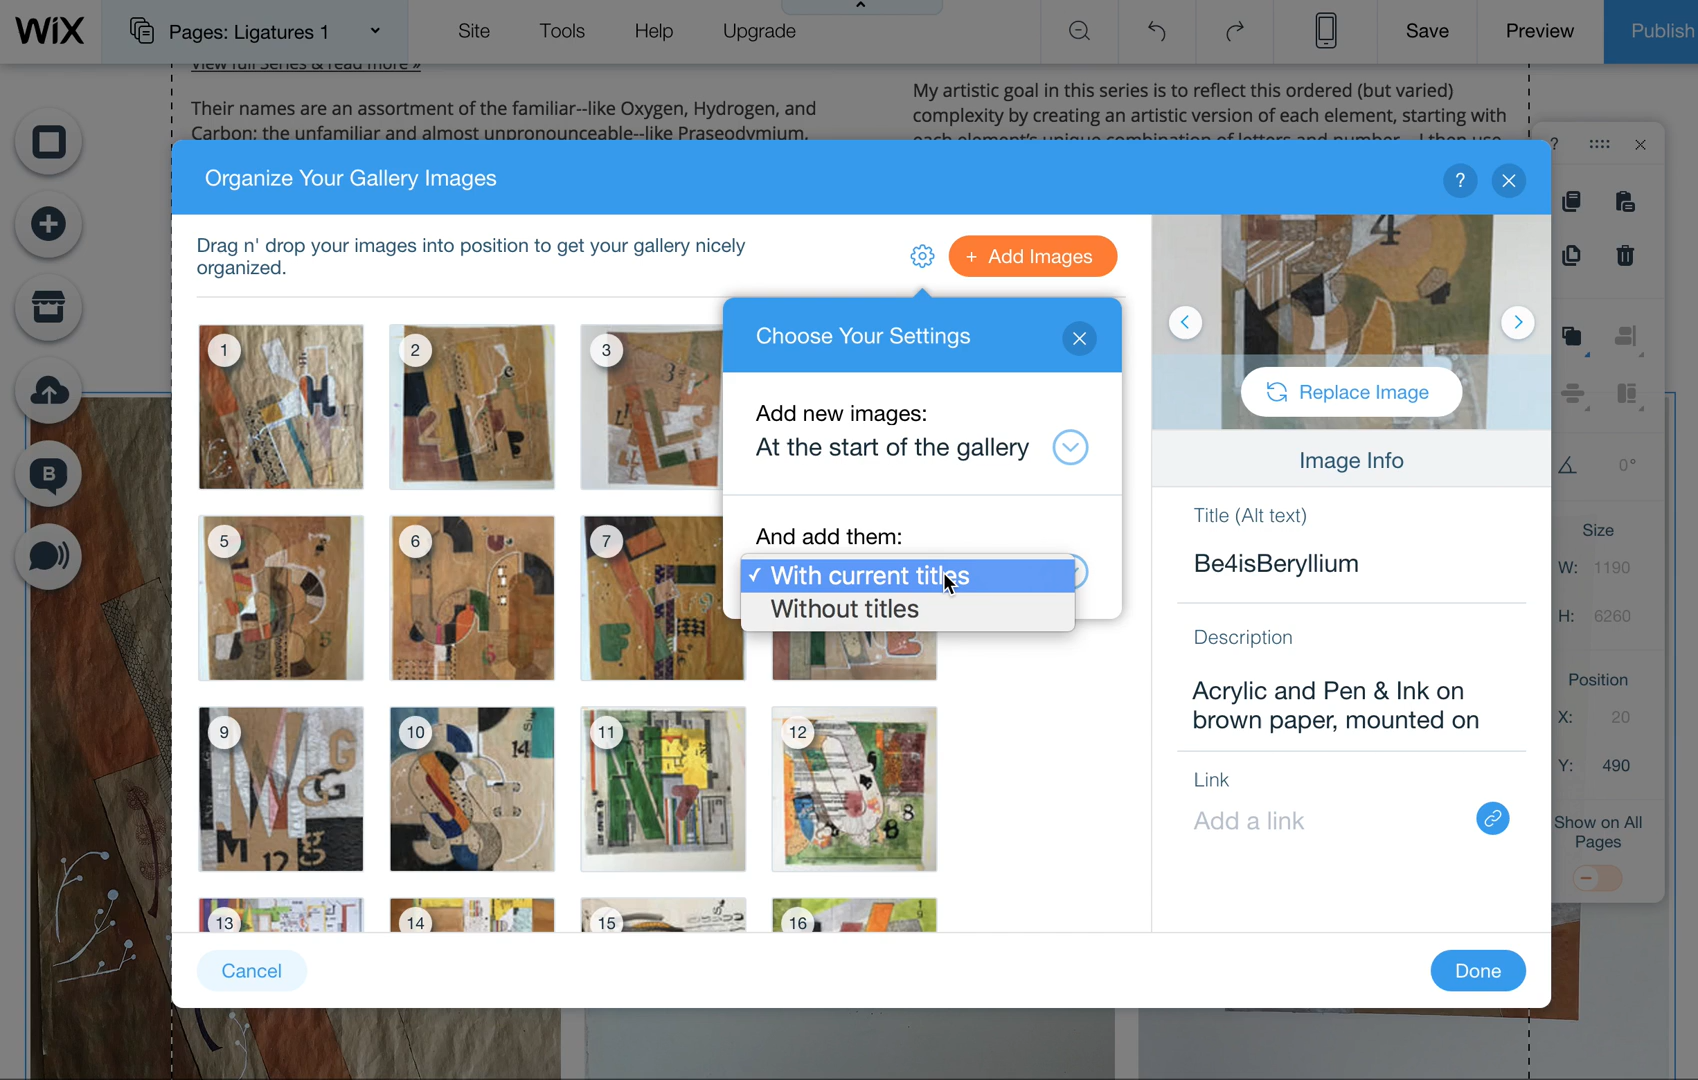 WiX
Pages: Ligatures 1
Site
Tools
Help
Upgrade
Save
Preview
Publish
View full Series & read more »
Their names are an assortment of the familiar--like Oxygen, Hydrogen, and
Carbon; the unfamiliar and almost unpronounceable--like Praseodymium,
My artistic goal in this series is to reflect this ordered (but varied)
complexity by creating an artistic version of each element, starting with
each element's unique combination of letters and number
Organize Your Gallery Images
?
?
Drag n' drop your images into position to get your gallery nicely
organized.
+ Add Images
1
2
3
5
6
7
9
10
11
12
13
14
15
16
Choose Your Settings
Add new images:
At the start of the gallery
And add them:
✓ With current titles
Without titles
Replace Image
Image Info
Title (Alt text)
Be4isBeryllium
Description
Acrylic and Pen & Ink on
brown paper, mounted on
Link
Add a link
0°
Size
W: 1190
H: 6260
Position
X: 20
Y: 490
Show on All
Pages
Cancel
Done